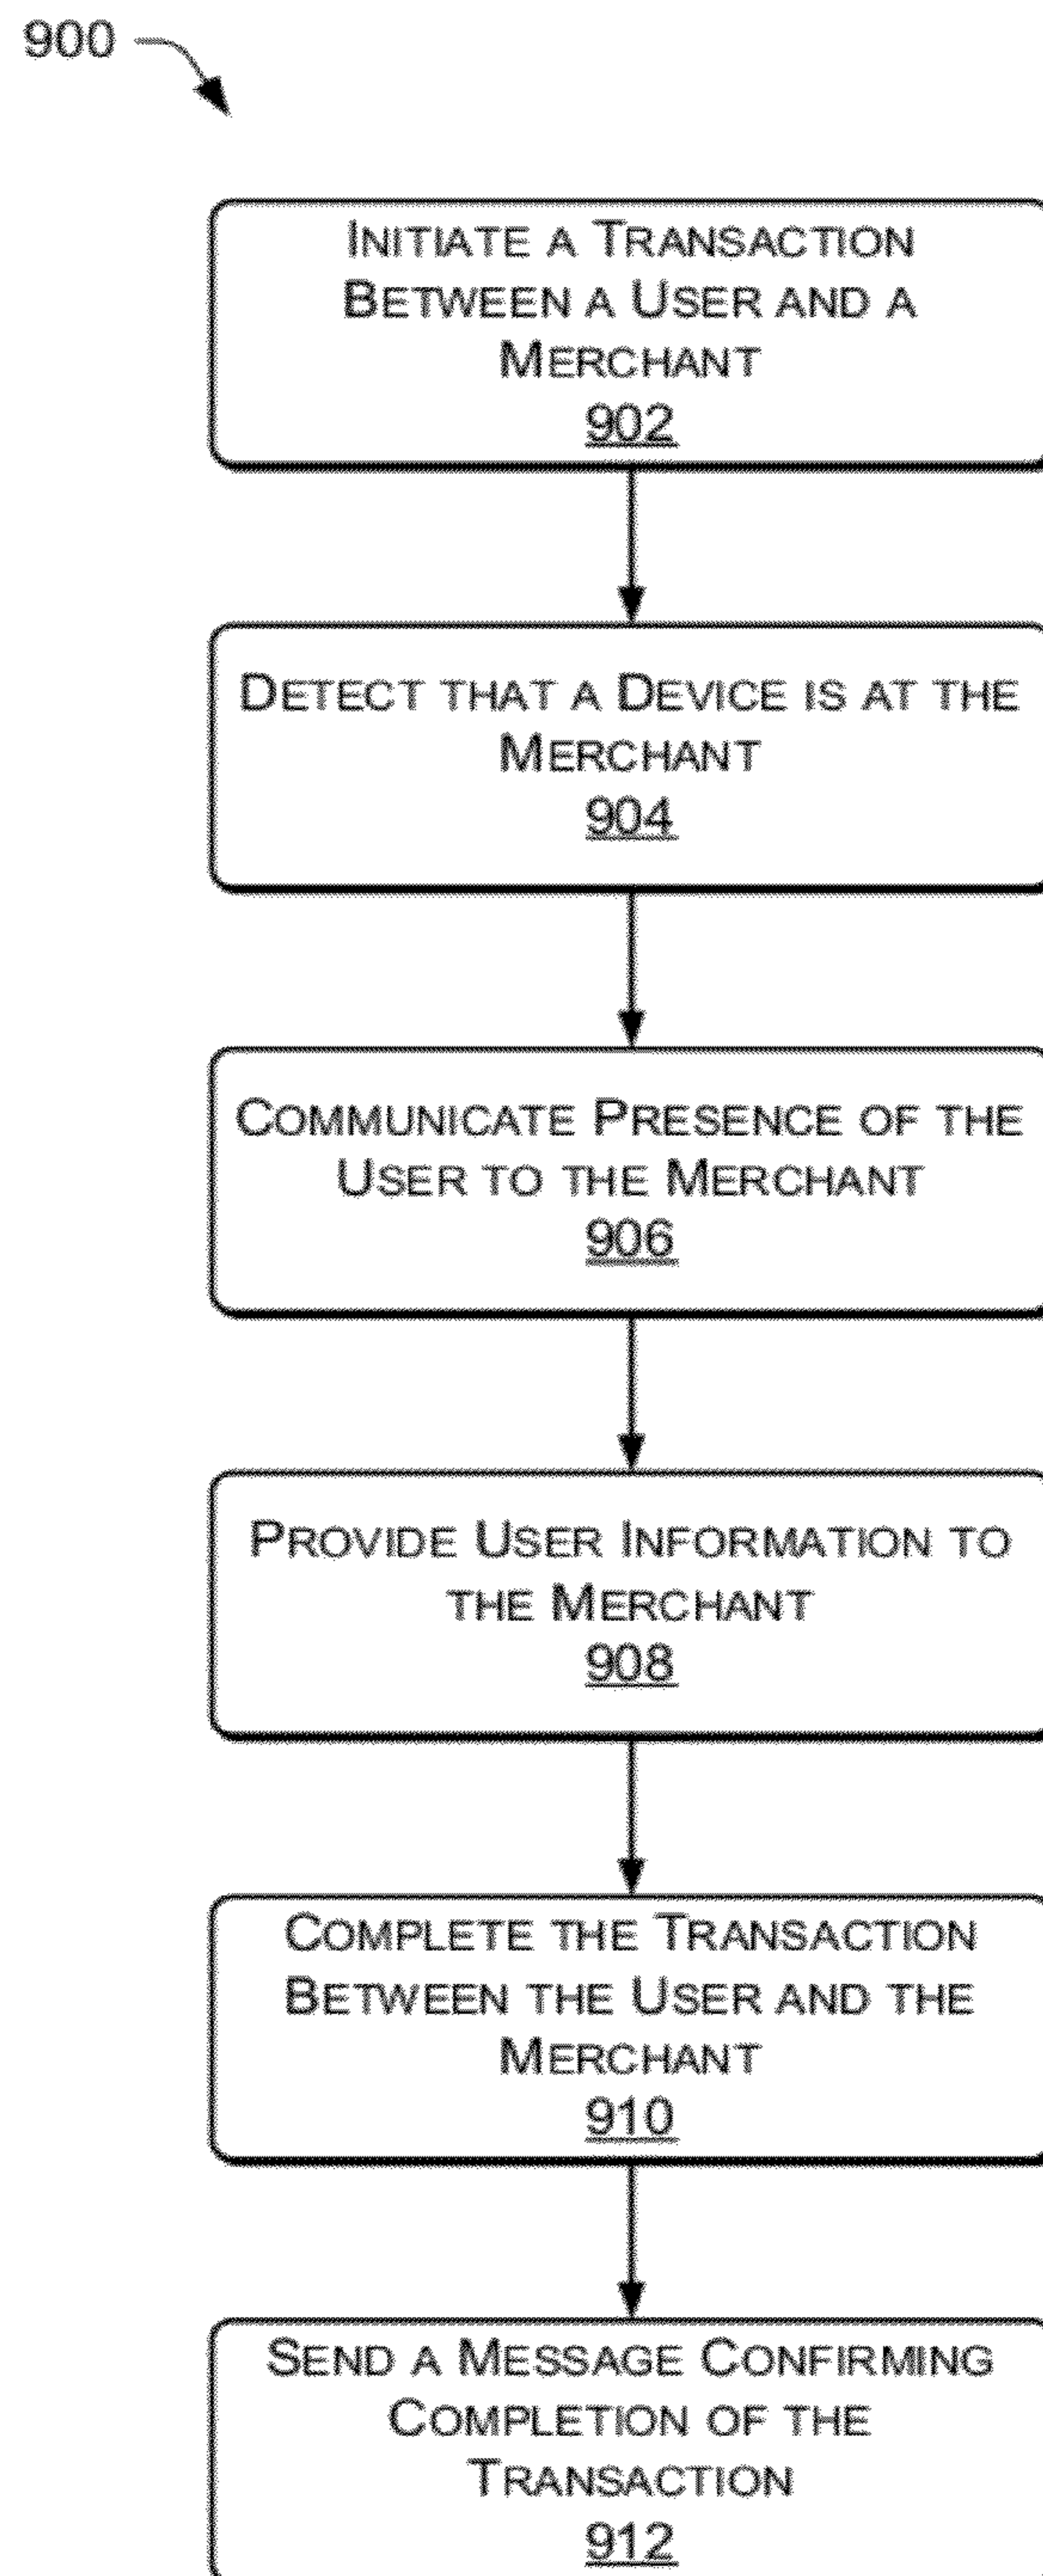 900
INITIATE A TRANSACTION
BETWEEN A USER AND A
MERCHANT
902
DETECT THAT A DEVICE IS AT THE
MERCHANT
904
COMMUNICATE PRESENCE OF THE
USER TO THE MERCHANT
906
PROVIDE USER INFORMATION TO
THE MERCHANT
908
COMPLETE THE TRANSACTION
BETWEEN THE USER AND THE
MERCHANT
910
SEND A MESSAGE CONFIRMING
COMPLETION OF THE
TRANSACTION
912